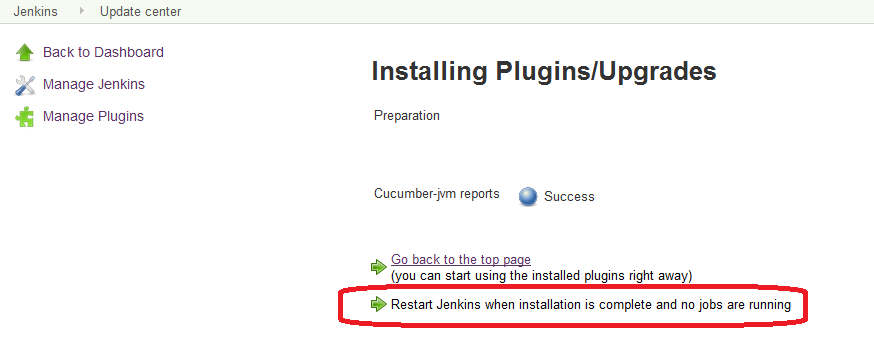 Jenkins Update center
Back to Dashboard
Manage Jenkins
Manage Plugins
Installing Plugins/Upgrades
Preparation
Cucumber-jvm reports Success
Go back to the top page
(you can start using the installed plugins right away)
Restart Jenkins when installation is complete and no jobs are running